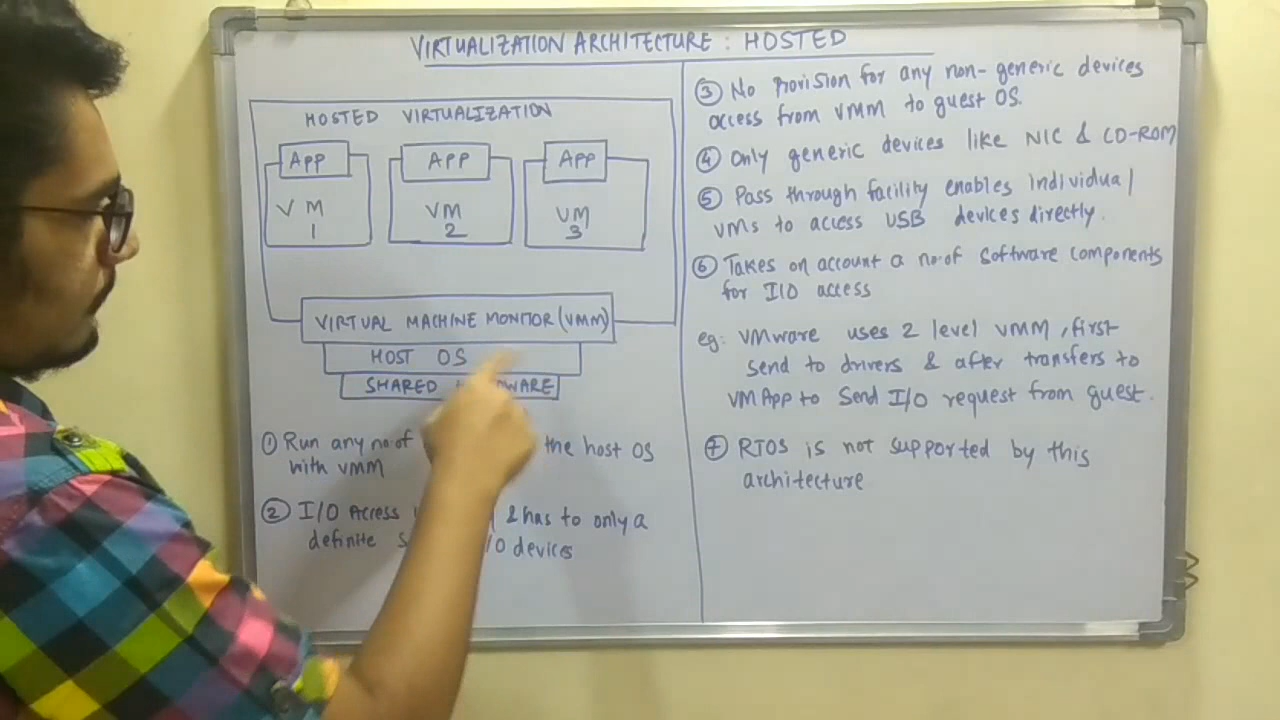 VIRTUALIZATION ARCHITECTURE : HOSTED
HOSTED VIRTUALIZATION
APP APP APP
VM VM VM
1 2 3
VIRTUAL MACHINE MONITOR (VMM)
HOST OS
SHARED
① Run any no of the host OS
with VMM
② I/O Access & has to only a
definite I/O devices
③ No Provision for any non-generic devices
access from VMM to guest OS.
④ Only generic devices like NIC & CD-ROM
⑤ Pass through facility enables individual
VMs to access USB devices directly.
⑥ Takes on account a no. of software components
for I/O access
eg: VMware uses 2 level VMM, first
send to drivers & after transfers to
VM App to Send I/O request from guest.
⑦ RTOS is not supported by this
architecture